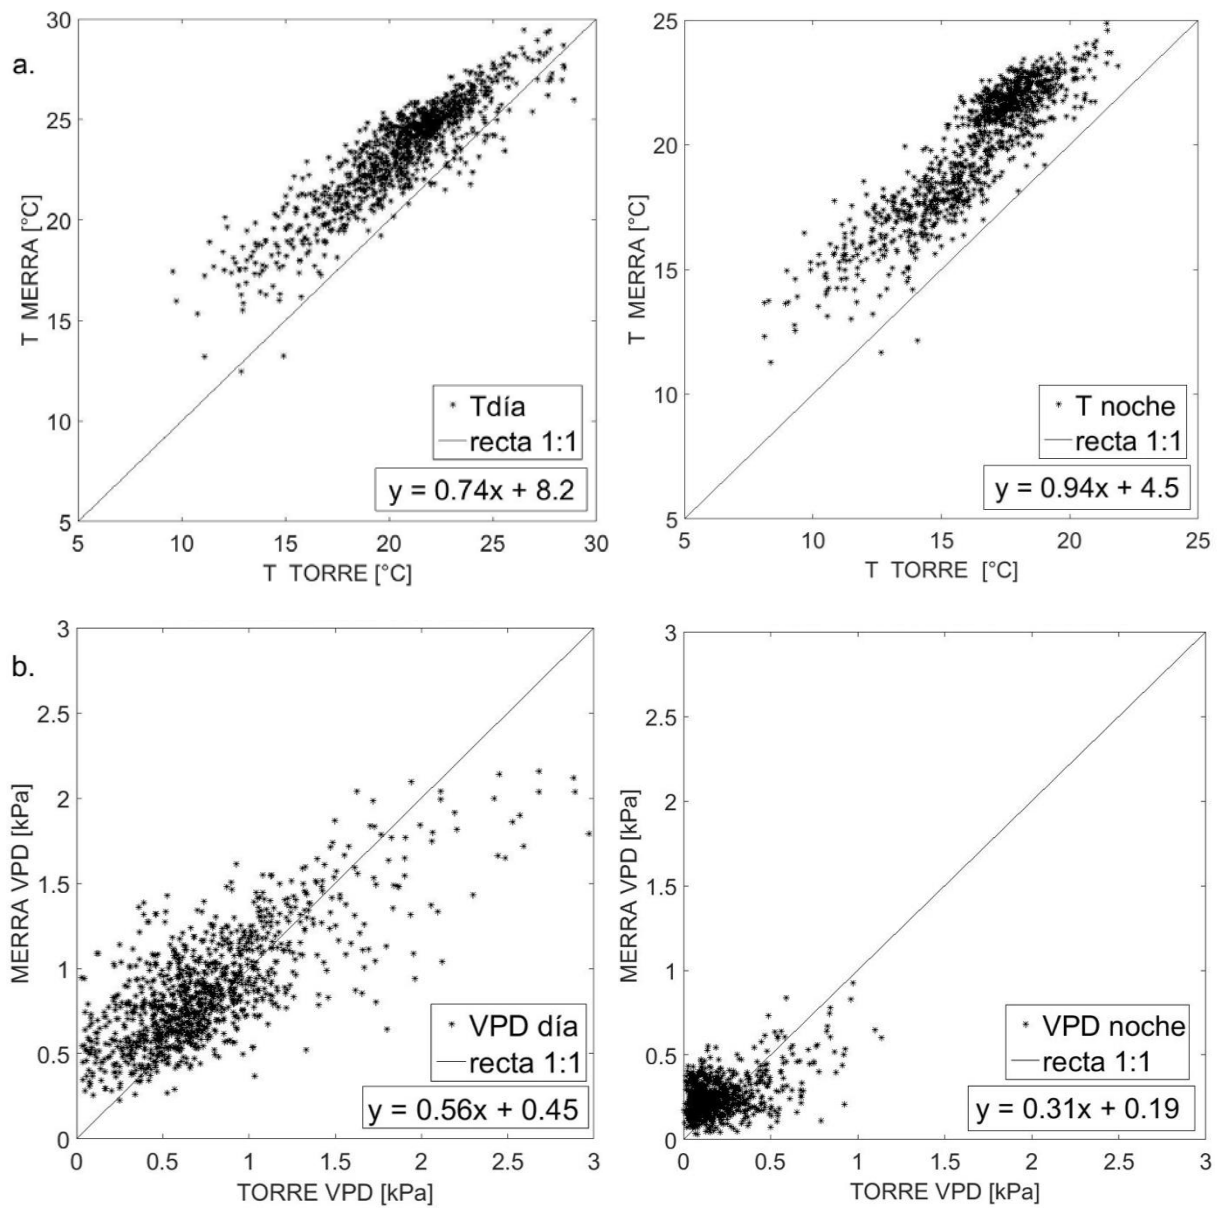 a.
30
25
20
15
10
5
T MERRA [°C]
5 10 15 20 25 30
T TORRE [°C]
Tdía
recta 1:1
y = 0.74x + 8.2
25
20
15
10
5
T MERRA [°C]
5 10 15 20 25
T TORRE [°C]
T noche
recta 1:1
y = 0.94x + 4.5
b.
3
2.5
2
1.5
1
0.5
0
MERRA VPD [kPa]
0 0.5 1 1.5 2 2.5 3
TORRE VPD [kPa]
VPD día
recta 1:1
y = 0.56x + 0.45
3
2.5
2
1.5
1
0.5
0
MERRA VPD [kPa]
0 0.5 1 1.5 2 2.5 3
TORRE VPD [kPa]
VPD noche
recta 1:1
y = 0.31x + 0.19